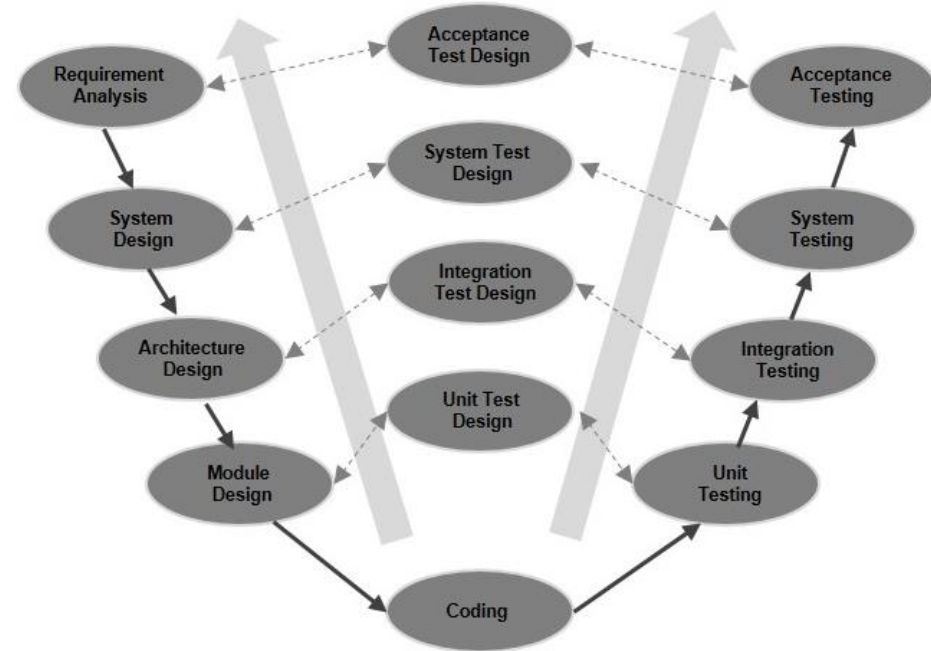 Acceptance
Test Design
Requirement
Analysis
Acceptance
Testing
System Test
Design
System
Design
System
Testing
Integration
Test Design
Architecture
Design
Integration
Testing
Unit Test
Design
Module
Design
Unit
Testing
Coding